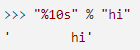 >>> "%10s" % "hi"
'        hi'